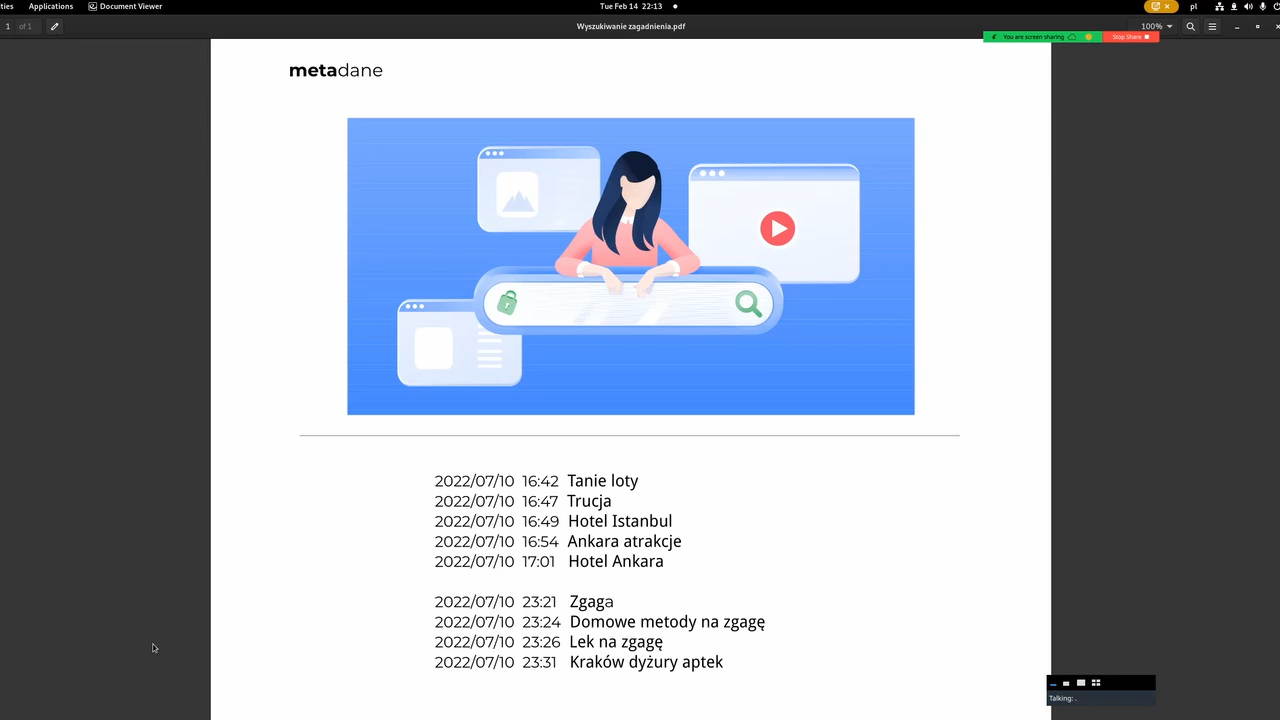 ties Applications Document Viewer Tue Feb 14 22:13 pl
1 of 1 Wyszukiwanie zagadnienia.pdf 100%
You are screen sharing Stop Share
metadane
2022/07/10 16:42 Tanie loty
2022/07/10 16:47 Trucja
2022/07/10 16:49 Hotel Istanbul
2022/07/10 16:54 Ankara atrakcje
2022/07/10 17:01 Hotel Ankara
2022/07/10 23:21 Zgaga
2022/07/10 23:24 Domowe metody na zgagę
2022/07/10 23:26 Lek na zgagę
2022/07/10 23:31 Kraków dyżury aptek
Talking: .